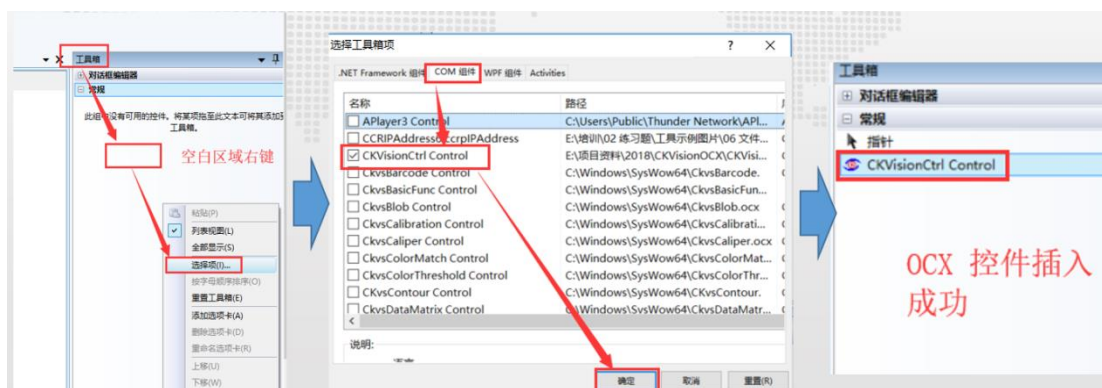 工具箱
对话框编辑器
常规
此组中没有可用的控件。将某项拖至此文本可将其添加到
工具箱。
空白区域右键
粘贴(P)
列表视图(L)
全部显示(S)
选择项(I)...
按字母顺序排序(O)
重置工具箱(E)
添加选项卡(A)
删除选项卡(D)
重命名选项卡(R)
上移(U)
下移(W)
选择工具箱项
? ×
.NET Framework 组件 COM 组件 WPF 组件 Activities
名称 路径
APlayer3 Control C:\Users\Public\Thunder Network\APl...
CCRIPAddress.CcrpIPAddress E:\培训\02 练习题\工具示例图片\06 文件...
CKVisionCtrl Control E:\项目资料\2018\CKVisionOCX\CKVisi...
CkvsBarcode Control C:\Windows\SysWow64\CkvsBarcode.
CkvsBasicFunc Control C:\Windows\SysWow64\CkvsBasicFun...
CkvsBlob Control C:\Windows\SysWow64\CkvsBlob.ocx
CkvsCalibration Control C:\Windows\SysWow64\CkvsCalibrati...
CkvsCaliper Control C:\Windows\SysWow64\CkvsCaliper.ocx
CkvsColorMatch Control C:\Windows\SysWow64\CkvsColorMat...
CkvsColorThreshold Control C:\Windows\SysWow64\CkvsColorThr...
CKvsContour Control C:\Windows\SysWow64\CKvsContour.
CkvsDataMatrix Control C:\Windows\SysWow64\CkvsDataMatr...
说明:
确定 取消 重置(R)
工具箱
对话框编辑器
常规
指针
CKVisionCtrl Control
OCX 控件插入
成功